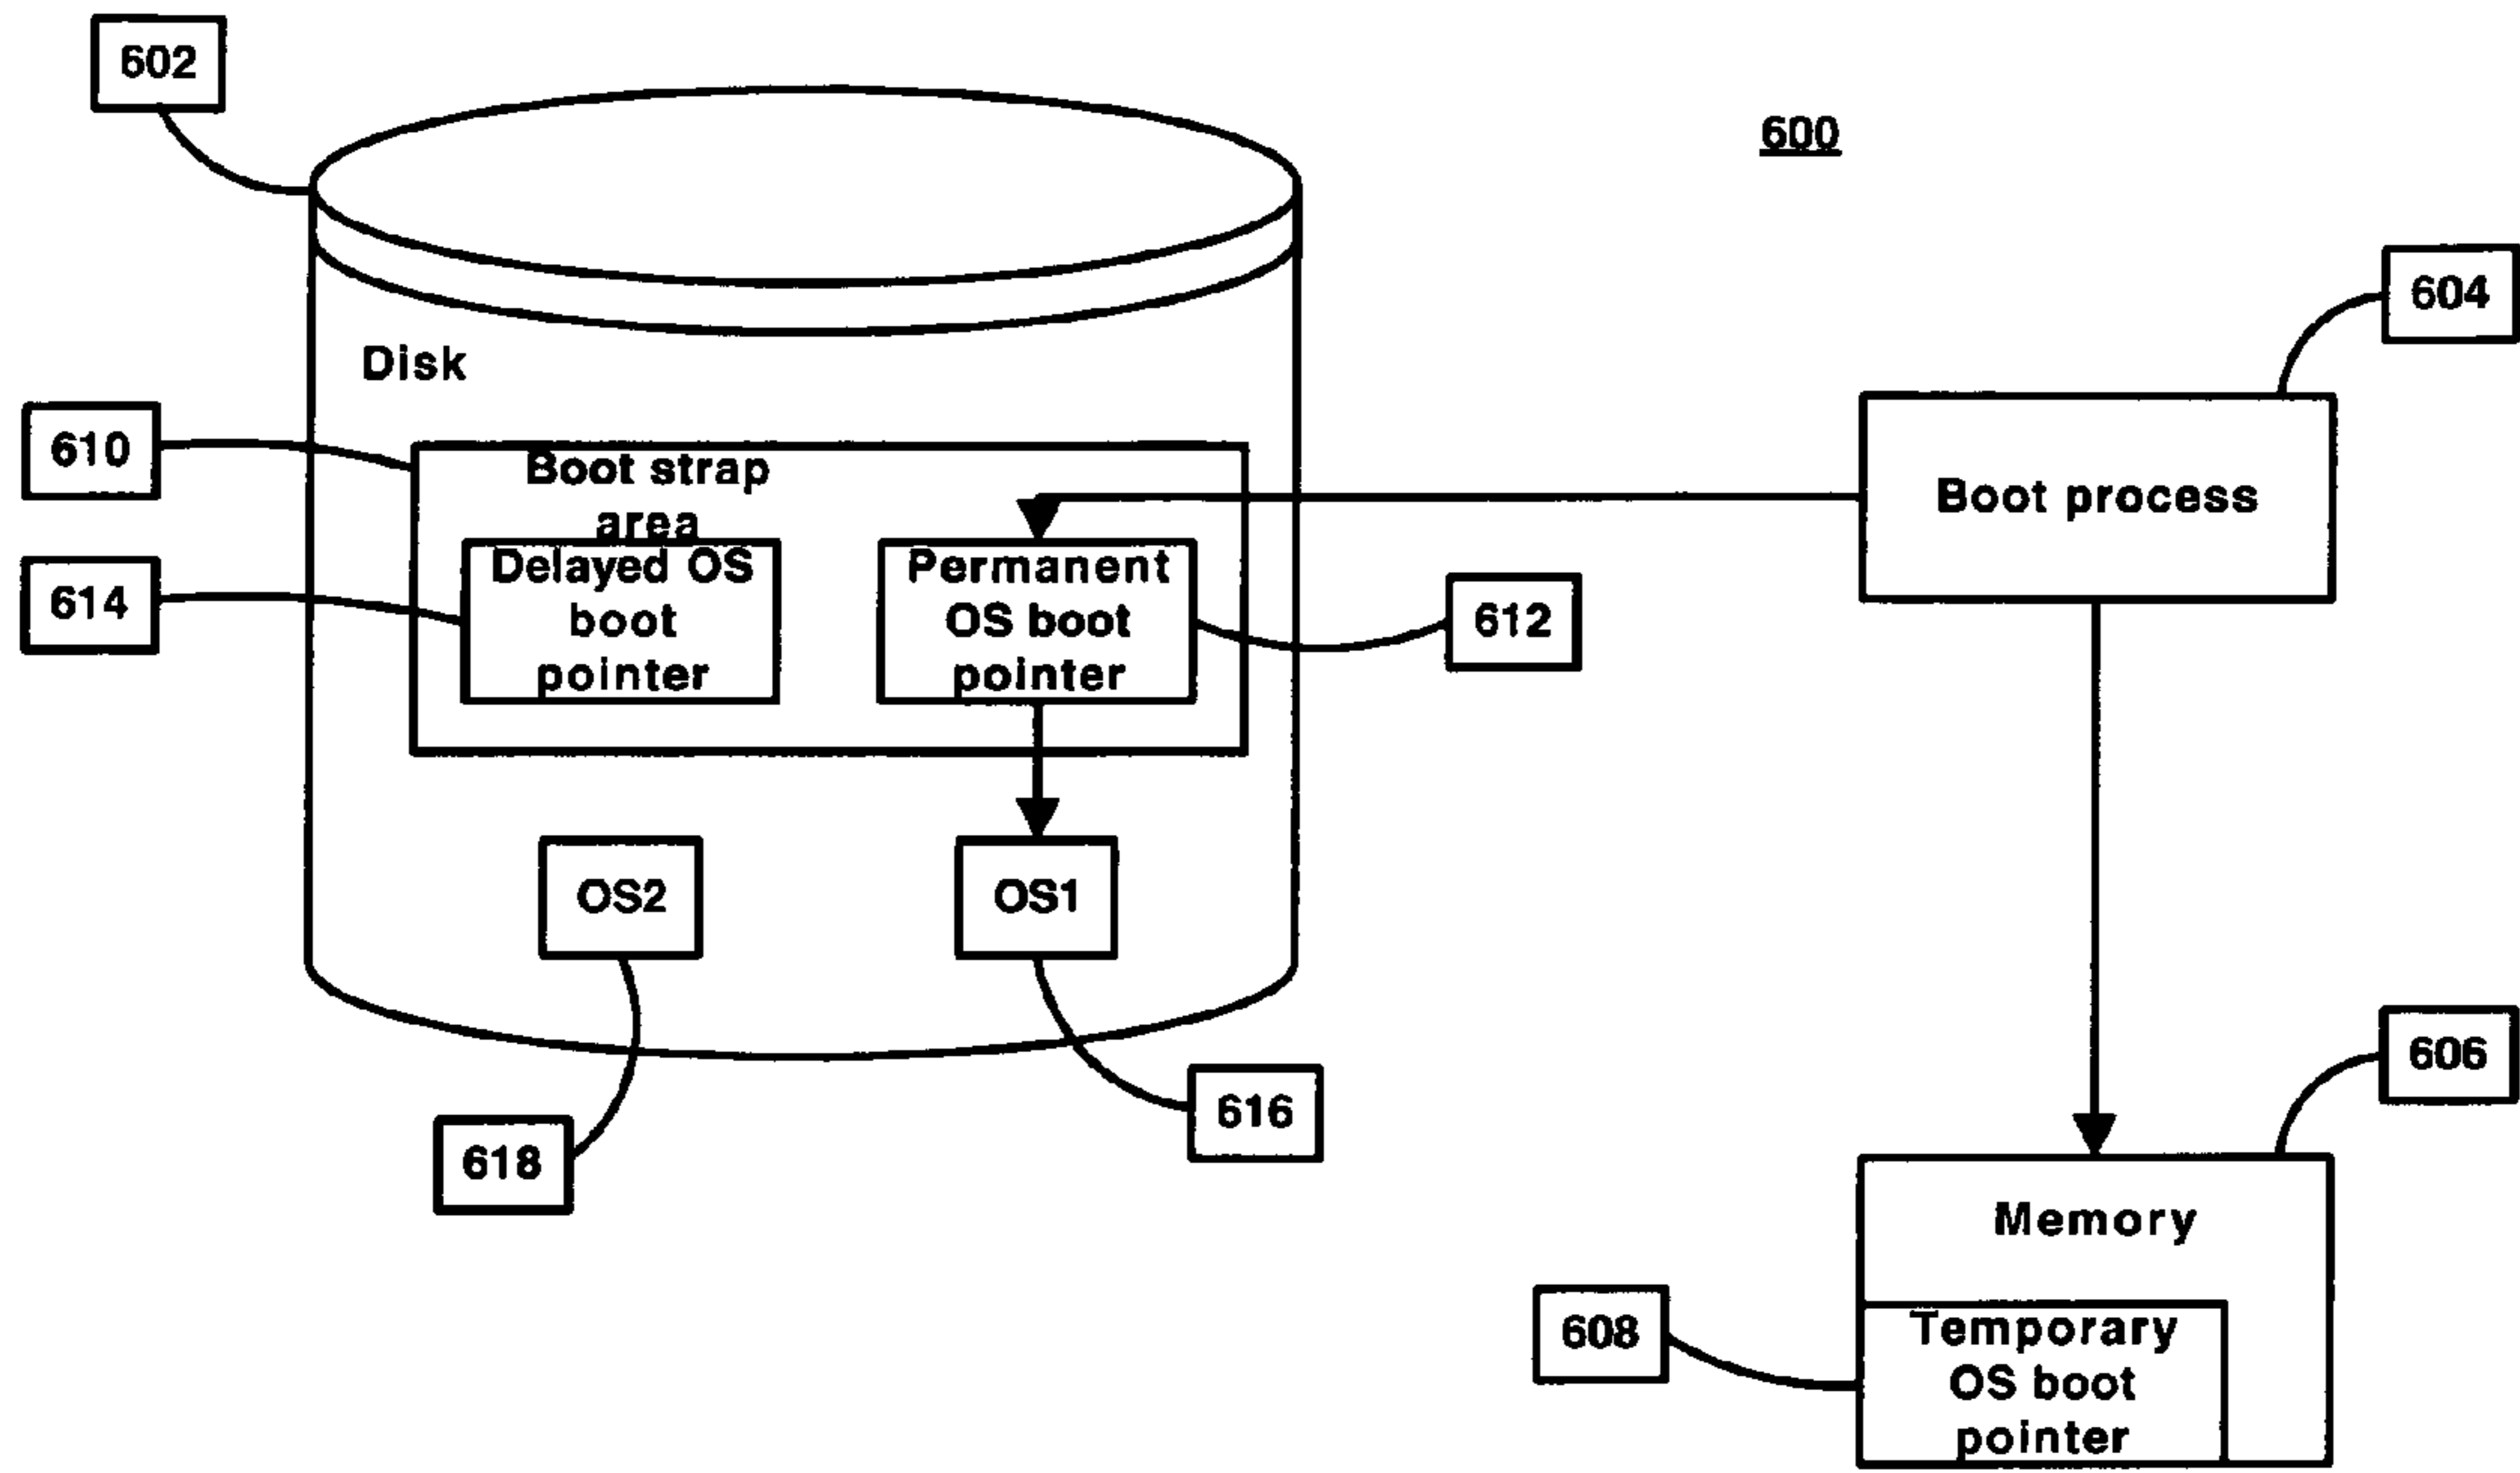 602
600
604
Disk
610
Boot strap
area
Boot process
614
Delayed OS
boot
pointer
Permanent
OS boot
pointer
612
OS2
OS1
606
616
618
Memory
608
Temporary
OS boot
pointer